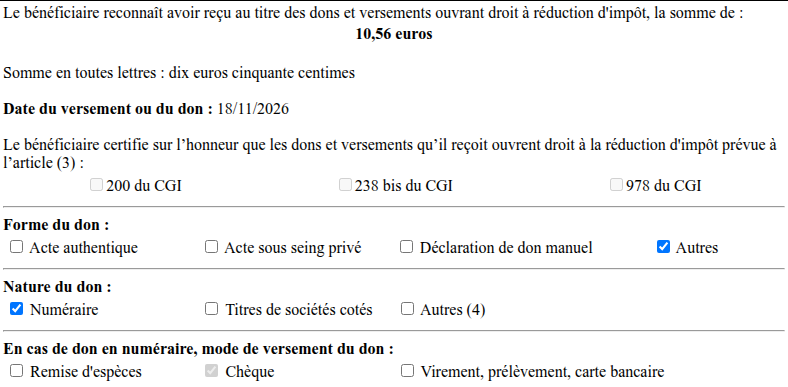 Le bénéficiaire reconnaît avoir reçu au titre des dons et versements ouvrant droit à réduction d'impôt, la somme de :
10,56 euros
Somme en toutes lettres : dix euros cinquante centimes
Date du versement ou du don : 18/11/2026
Le bénéficiaire certifie sur l’honneur que les dons et versements qu’il reçoit ouvrent droit à la réduction d'impôt prévue à
l’article (3) :
200 du CGI 238 bis du CGI 978 du CGI
Forme du don :
Acte authentique Acte sous seing privé Déclaration de don manuel Autres
Nature du don :
Numéraire Titres de sociétés cotés Autres (4)
En cas de don en numéraire, mode de versement du don :
Remise d'espèces Chèque Virement, prélèvement, carte bancaire